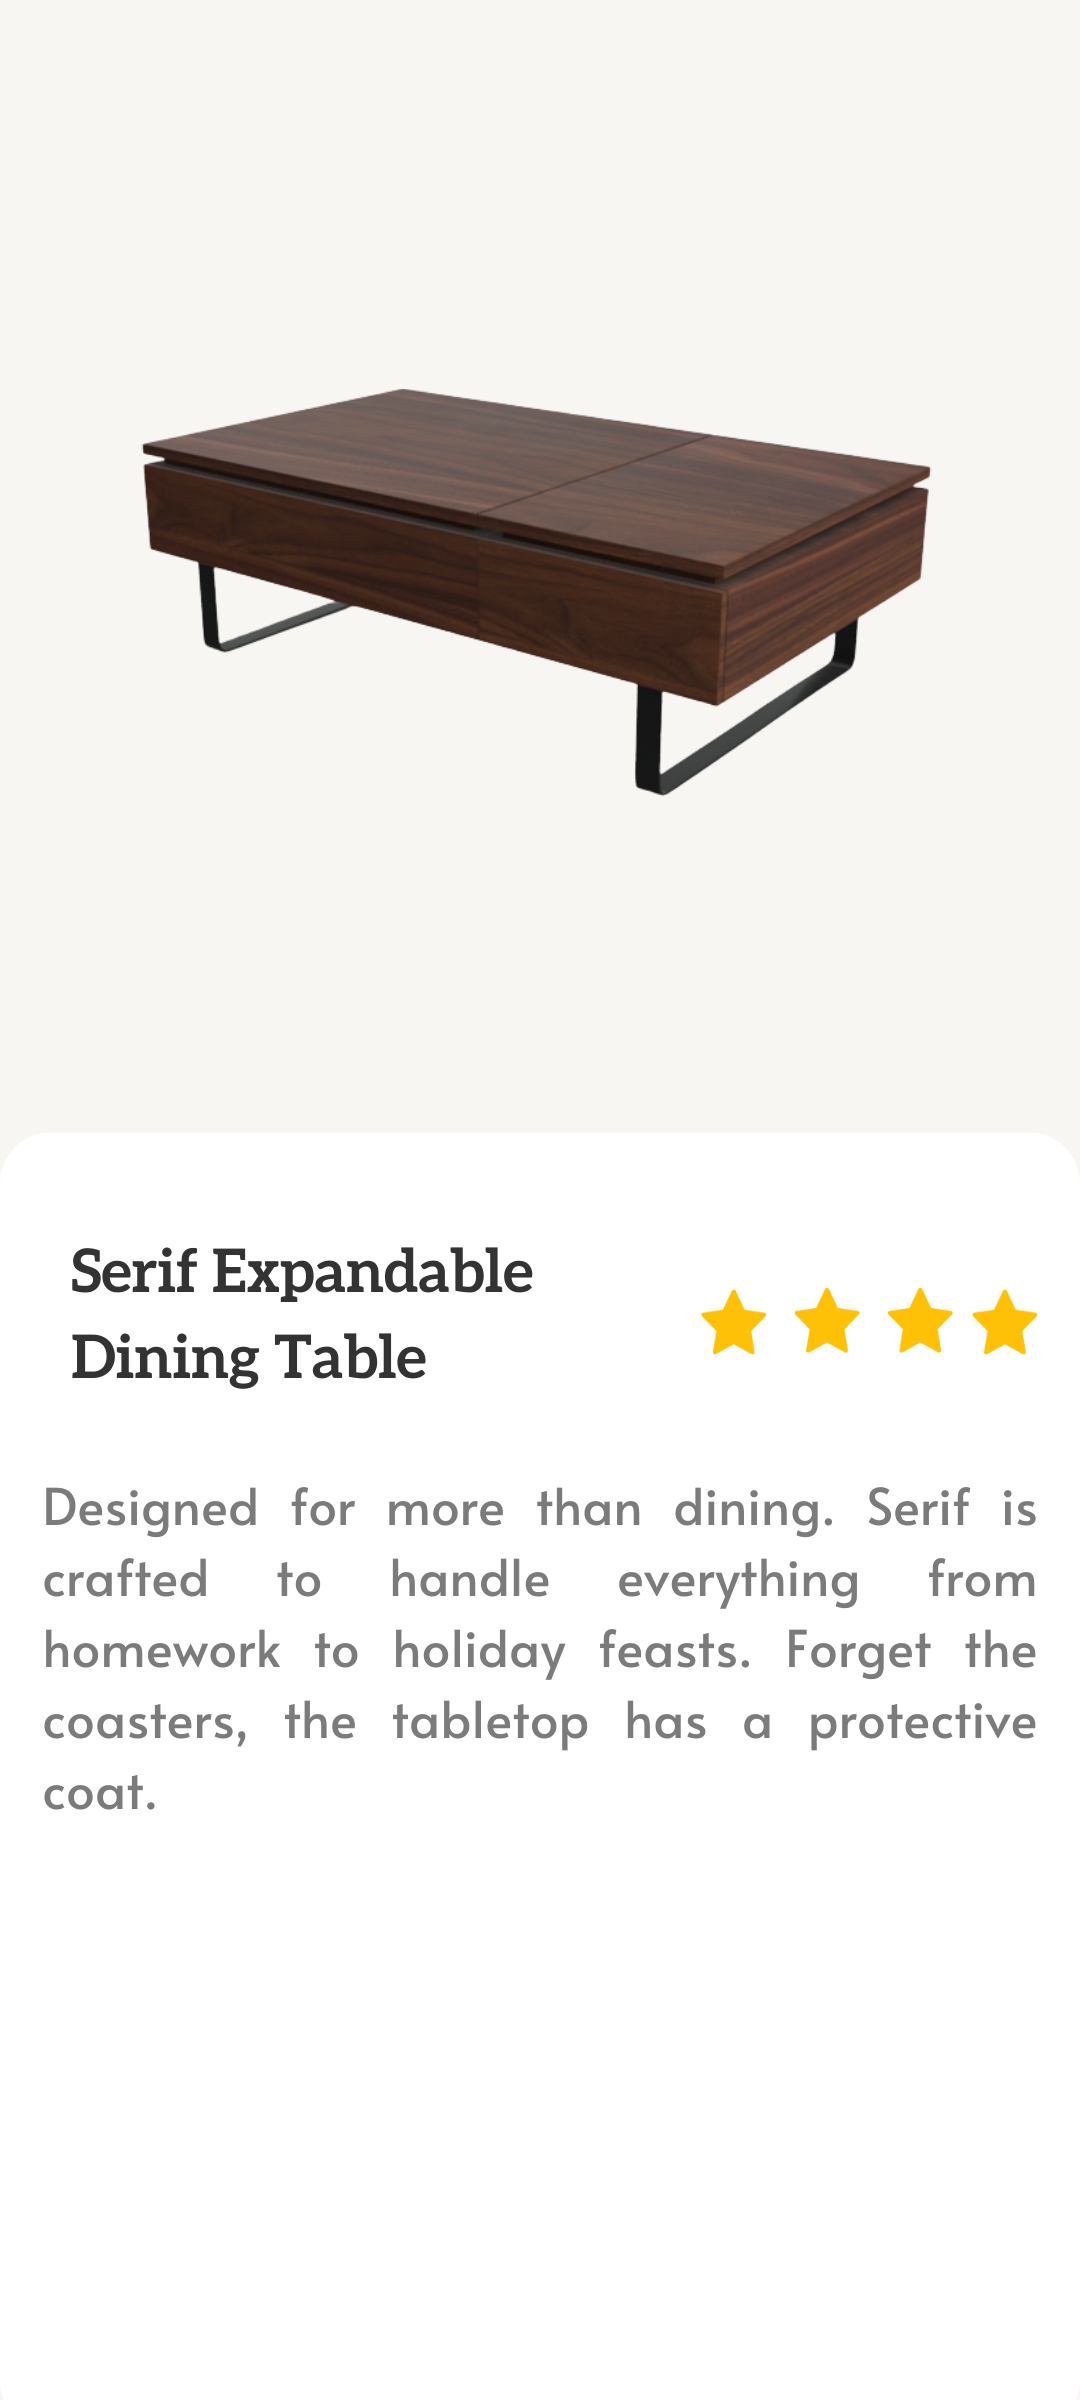 Serif Expandable
Dining Table
Designed for more than dining. Serif is
crafted to handle everything from
homework to holiday feasts. Forget the
coasters, the tabletop has a protective
coat.